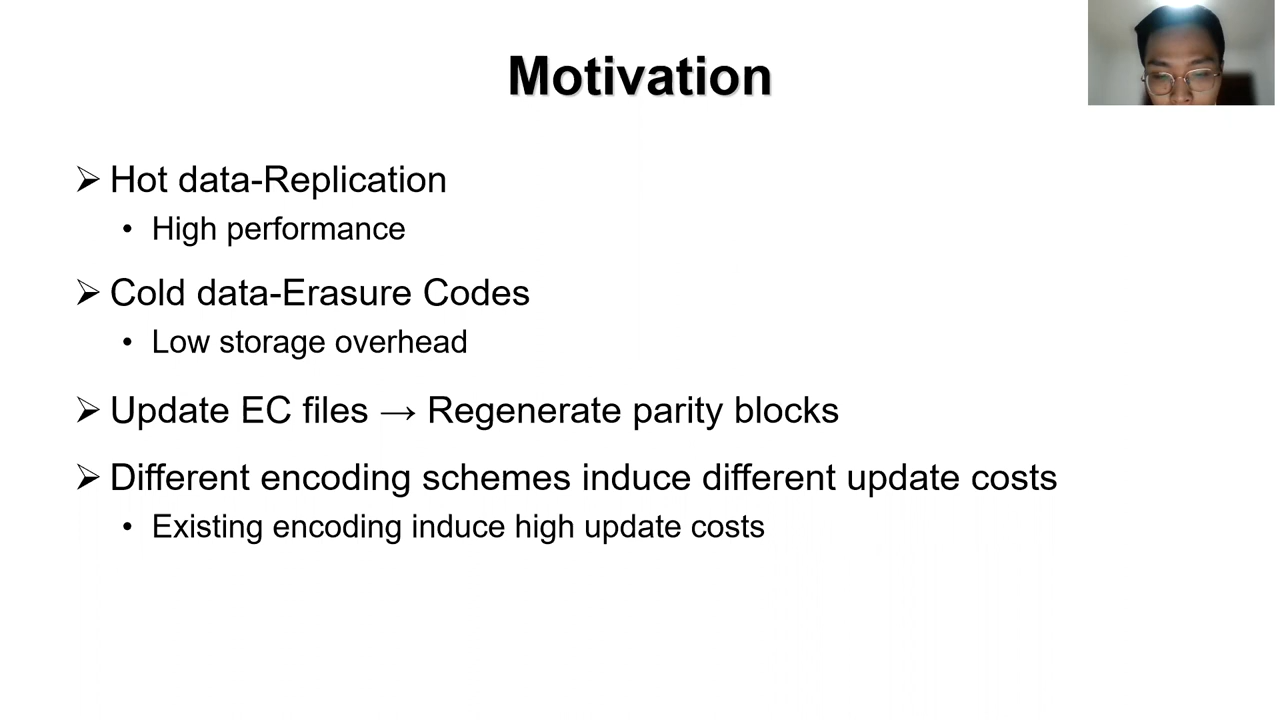 Motivation
➢ Hot data-Replication
• High performance
➢ Cold data-Erasure Codes
• Low storage overhead
➢ Update EC files → Regenerate parity blocks
➢ Different encoding schemes induce different update costs
• Existing encoding induce high update costs